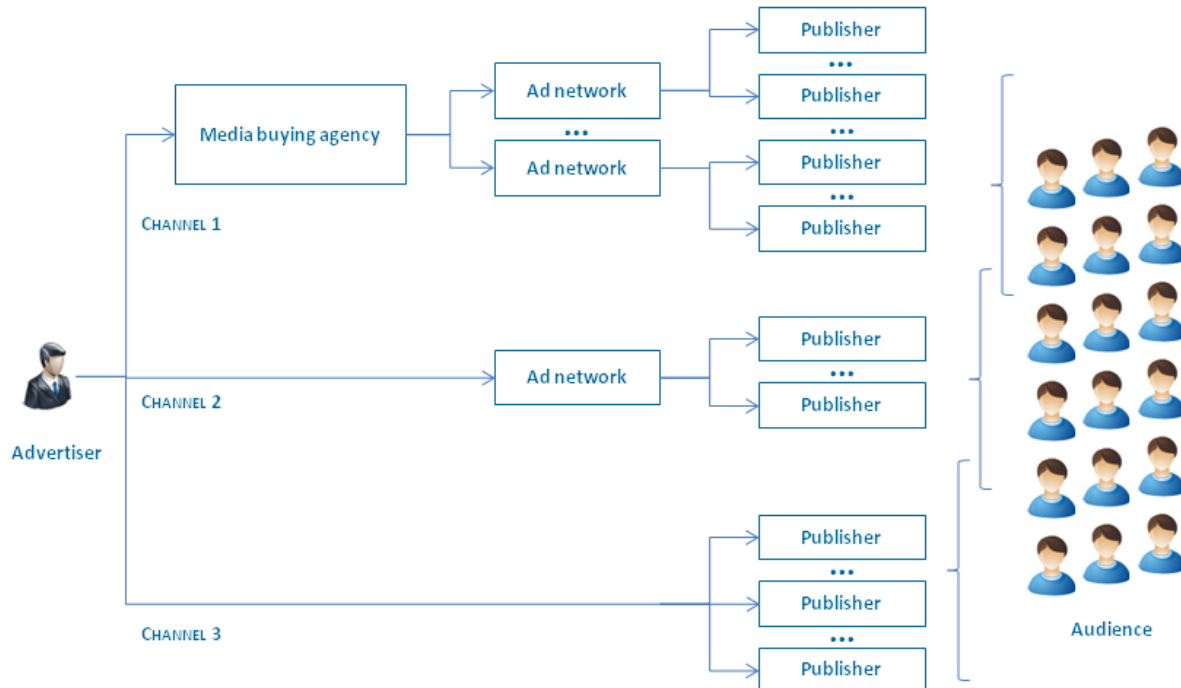 Publisher
...
Ad network
Publisher
...
Media buying agency
...
Ad network
Publisher
...
Publisher
CHANNEL 1
Publisher
Ad network
...
Publisher
CHANNEL 2
Advertiser
Publisher
...
Publisher
...
CHANNEL 3
Publisher
Audience